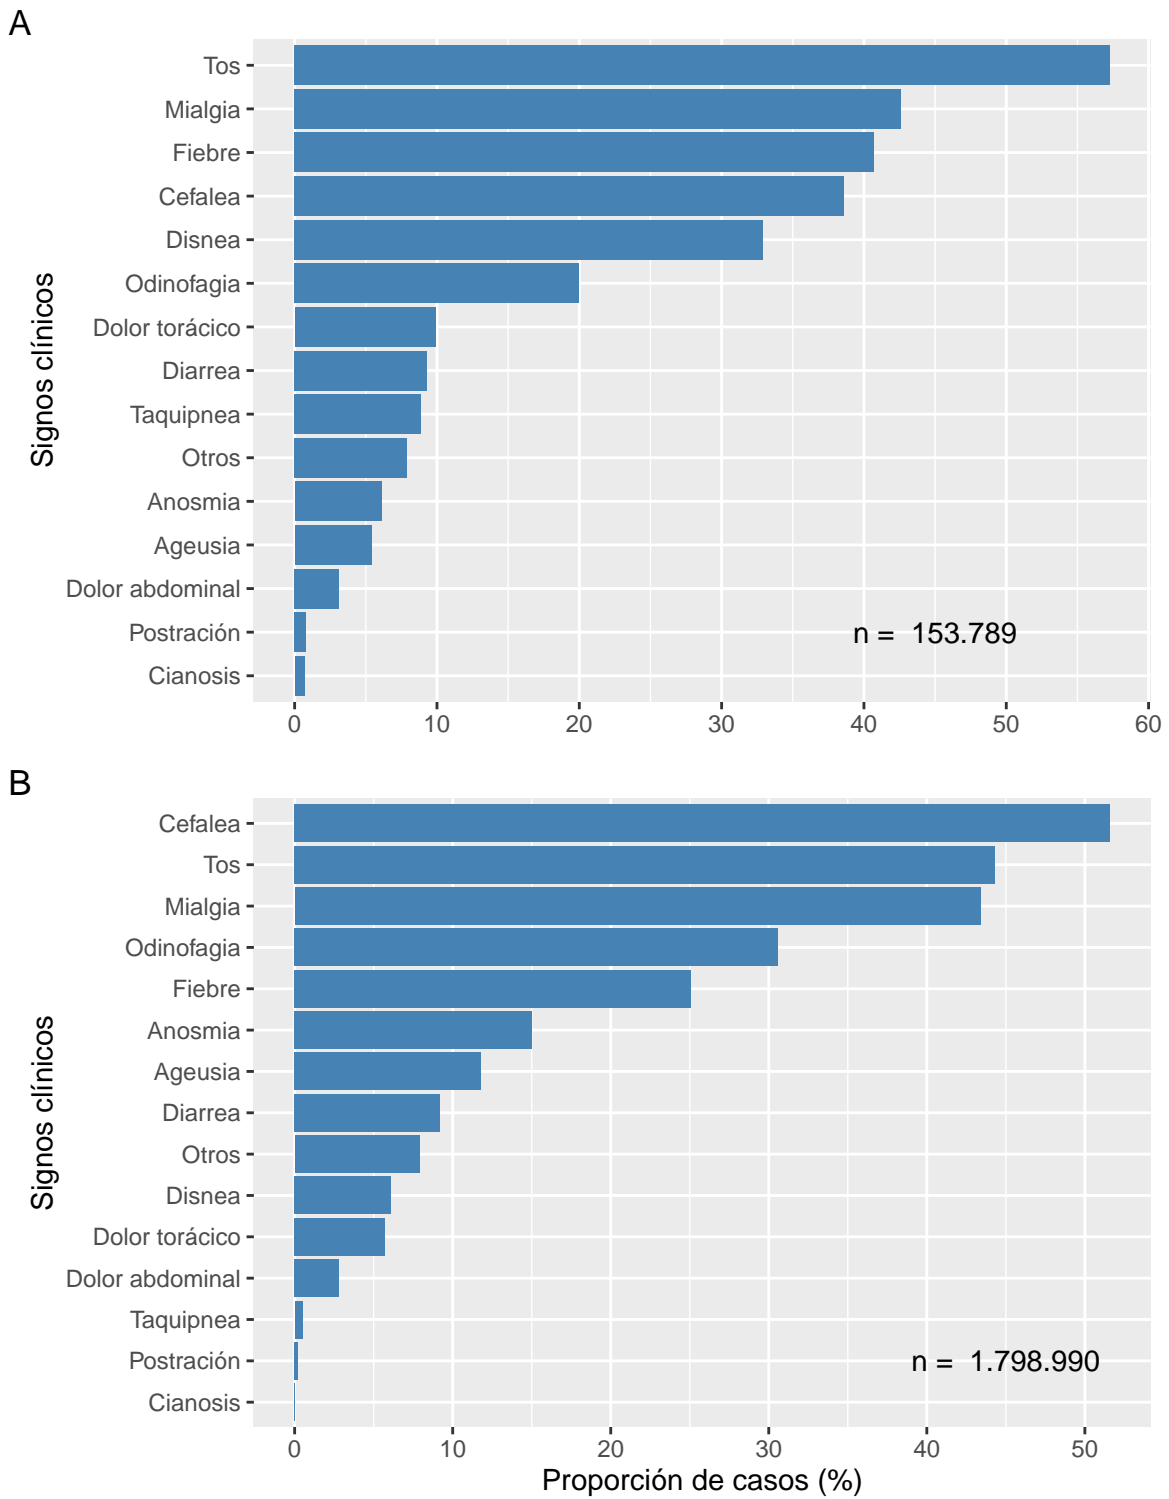 A
Signos clínicos
Tos
Mialgia
Fiebre
Cefalea
Disnea
Odinofagia
Dolor torácico
Diarrea
Taquipnea
Otros
Anosmia
Ageusia
Dolor abdominal
Postración
Cianosis
n = 153.789
0 10 20 30 40 50 60
B
Signos clínicos
Cefalea
Tos
Mialgia
Odinofagia
Fiebre
Anosmia
Ageusia
Diarrea
Otros
Disnea
Dolor torácico
Dolor abdominal
Taquipnea
Postración
Cianosis
n = 1.798.990
0 10 20 30 40 50
Proporción de casos (%)